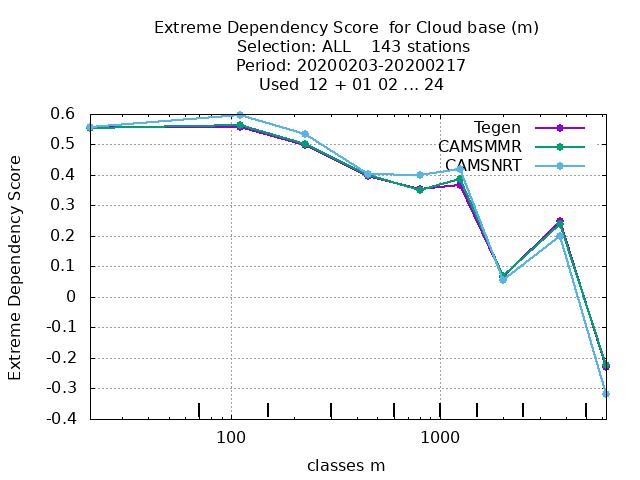 Extreme Dependency Score  for Cloud base (m)
Selection: ALL    143 stations
Period: 20200203-20200217
Used  12 + 01 02 ... 24
Extreme Dependency Score
0.6
0.5
0.4
0.3
0.2
0.1
0
-0.1
-0.2
-0.3
-0.4
Tegen
CAMSMMR
CAMSNRT
100
1000
classes m